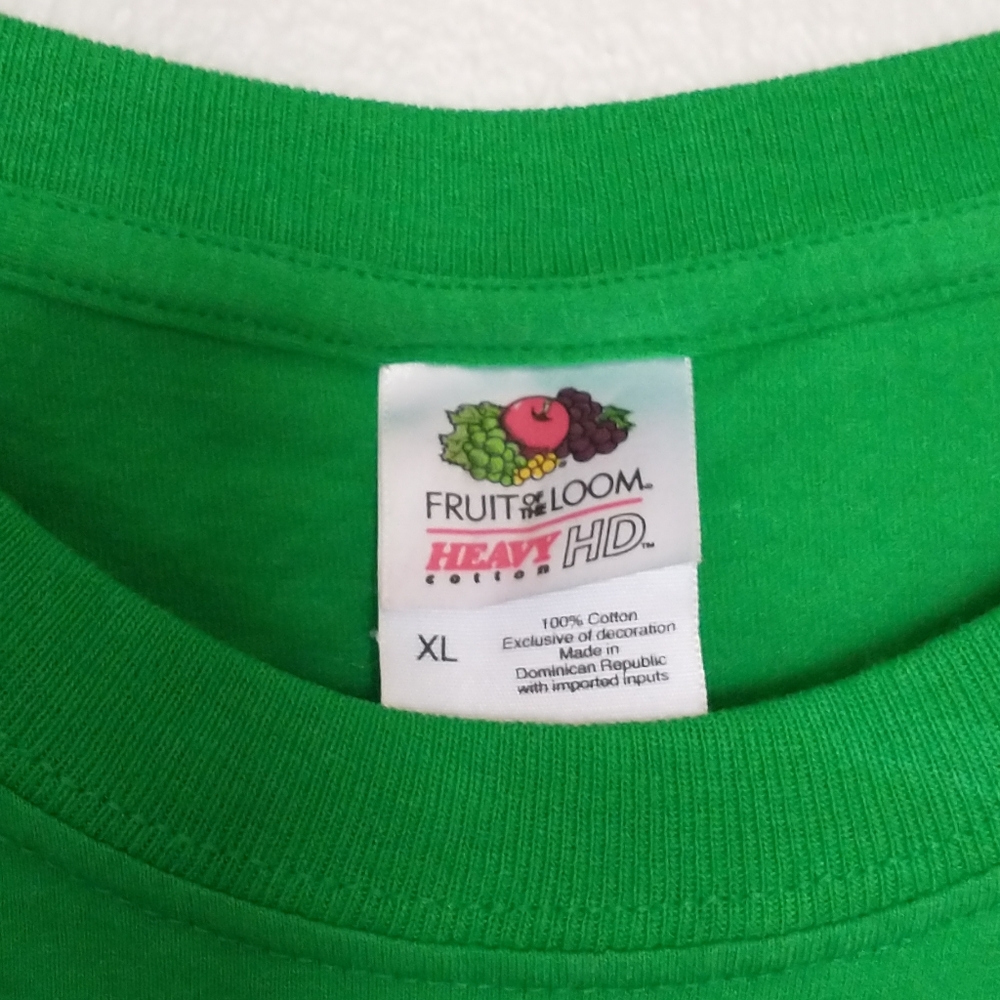 FRUIT OF THE LOOM
HEAVY HD™
cotton
XL
100% Cotton
Exclusive of decoration
Made in
Dominican Republic
with imported inputs